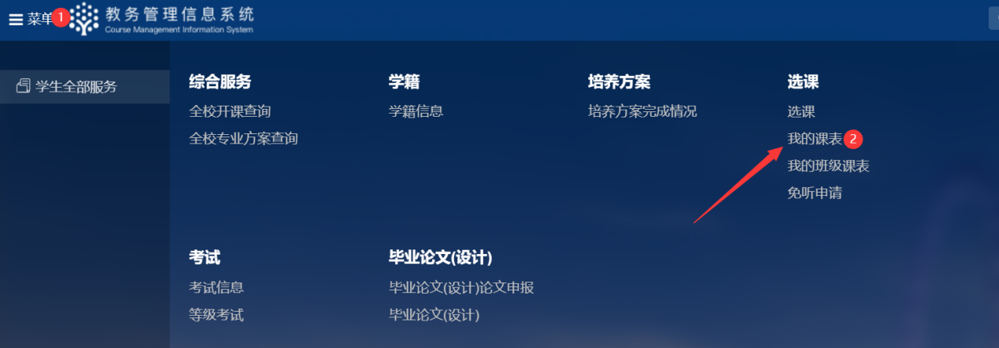 菜单 1 教务管理信息系统
Course Management Information System
学生全部服务
综合服务
全校开课查询
全校专业方案查询
学籍
学籍信息
培养方案
培养方案完成情况
选课
选课
我的课表 2
我的班级课表
免听申请
考试
考试信息
等级考试
毕业论文(设计)
毕业论文(设计)论文申报
毕业论文(设计)